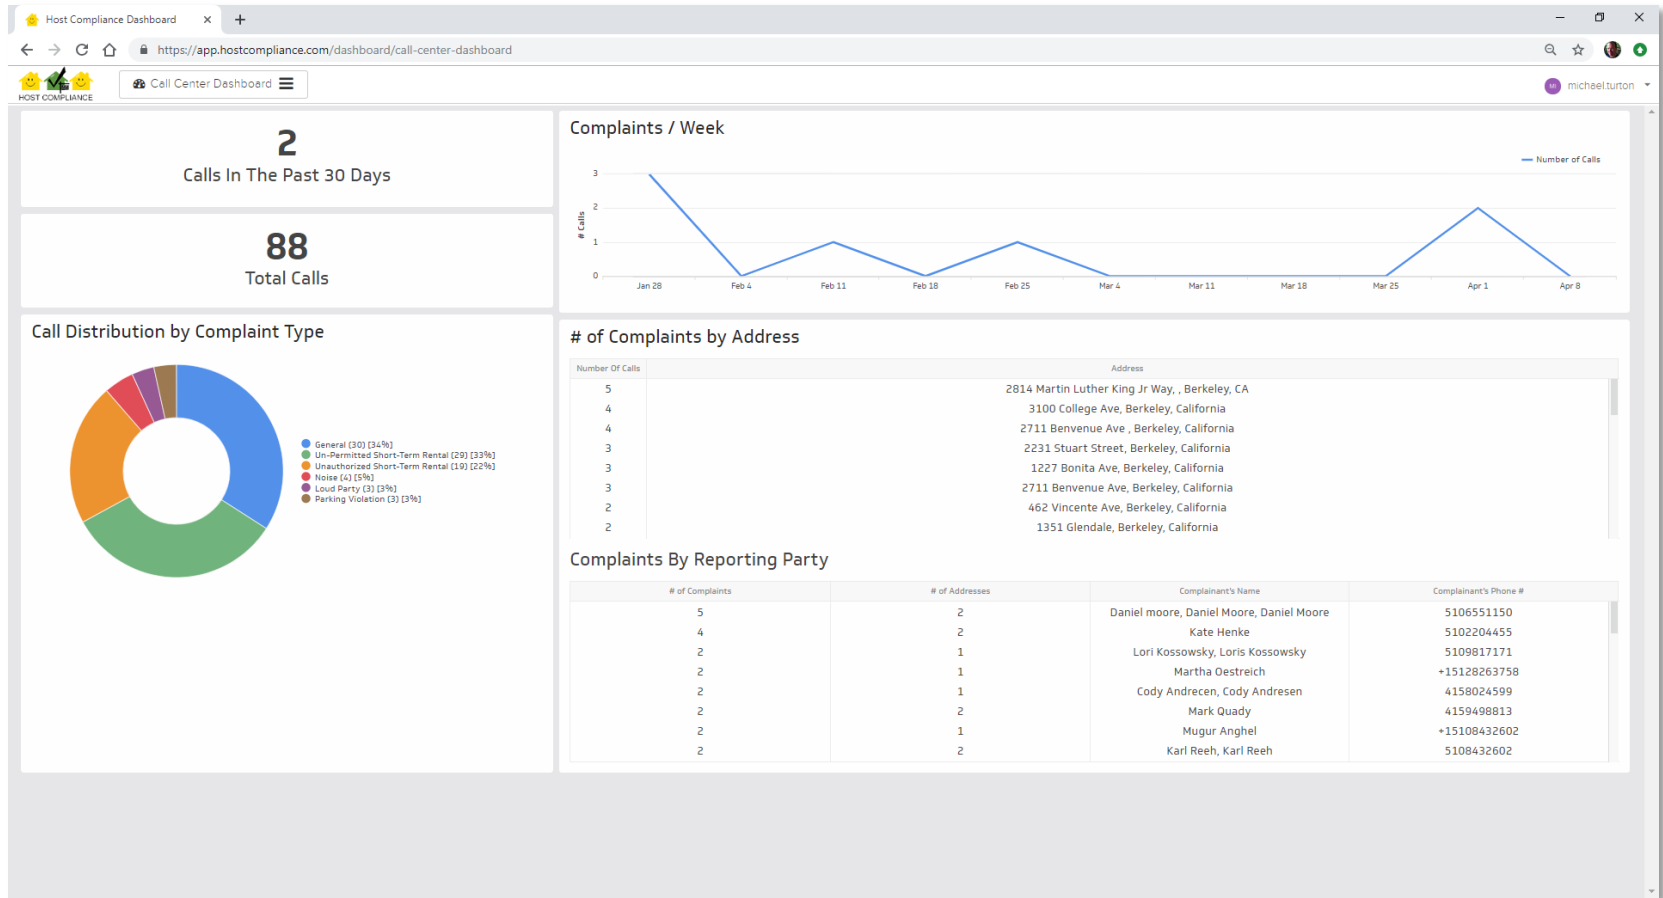 Host Compliance Dashboard
https://app.hostcompliance.com/dashboard/call-center-dashboard
HOST COMPLIANCE
Call Center Dashboard
MI
michael.turton
2
Calls In The Past 30 Days
88
Total Calls
Call Distribution by Complaint Type
General (30) [34%]
Un-Permitted Short-Term Rental (29) [33%]
Unauthorized Short-Term Rental (19) [22%]
Noise (4) [5%]
Loud Party (3) [3%]
Parking Violation (3) [3%]
Complaints / Week
Number of Calls
# Calls
3
2
1
0
Jan 28 Feb 4 Feb 11 Feb 18 Feb 25 Mar 4 Mar 11 Mar 18 Mar 25 Apr 1 Apr 8
# of Complaints by Address
Number Of Calls Address
5 2814 Martin Luther King Jr Way, , Berkeley, CA
4 3100 College Ave, Berkeley, California
4 2711 Benvenue Ave , Berkeley, California
3 2231 Stuart Street, Berkeley, California
3 1227 Bonita Ave, Berkeley, California
3 2711 Benvenue Ave, Berkeley, California
2 462 Vincente Ave, Berkeley, California
2 1351 Glendale, Berkeley, California
Complaints By Reporting Party
# of Complaints # of Addresses Complainant's Name Complainant's Phone #
5 2 Daniel moore, Daniel Moore, Daniel Moore 5106551150
4 2 Kate Henke 5102204455
2 1 Lori Kossowsky, Loris Kossowsky 5109817171
2 1 Martha Oestreich +15128263758
2 1 Cody Andrecen, Cody Andresen 4158024599
2 2 Mark Quady 4159498813
2 1 Mugur Anghel +15108432602
2 2 Karl Reeh, Karl Reeh 5108432602